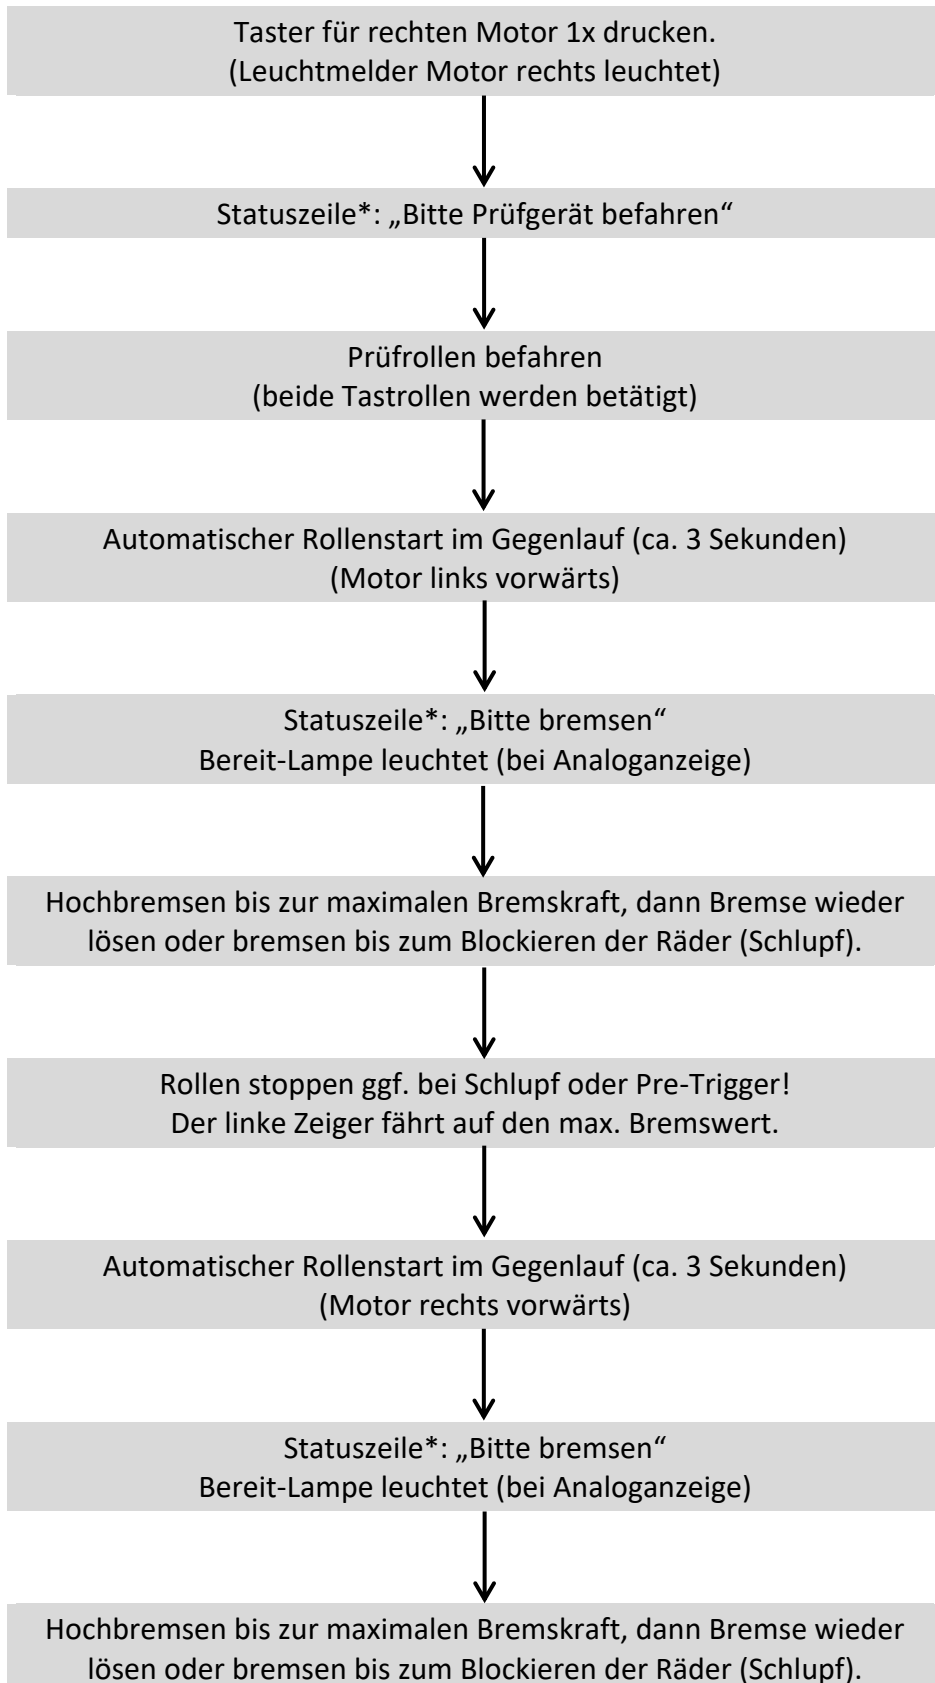 Taster für rechten Motor 1x drucken.
(Leuchtmelder Motor rechts leuchtet)
Statuszeile*: „Bitte Prüfgerät befahren“
Prüfrollen befahren
(beide Tastrollen werden betätigt)
Automatischer Rollenstart im Gegenlauf (ca. 3 Sekunden)
(Motor links vorwärts)
Statuszeile*: „Bitte bremsen“
Bereit-Lampe leuchtet (bei Analoganzeige)
Hochbremsen bis zur maximalen Bremskraft, dann Bremse wieder
lösen oder bremsen bis zum Blockieren der Räder (Schlupf).
Rollen stoppen ggf. bei Schlupf oder Pre-Trigger!
Der linke Zeiger fährt auf den max. Bremswert.
Automatischer Rollenstart im Gegenlauf (ca. 3 Sekunden)
(Motor rechts vorwärts)
Statuszeile*: „Bitte bremsen“
Bereit-Lampe leuchtet (bei Analoganzeige)
Hochbremsen bis zur maximalen Bremskraft, dann Bremse wieder
lösen oder bremsen bis zum Blockieren der Räder (Schlupf).